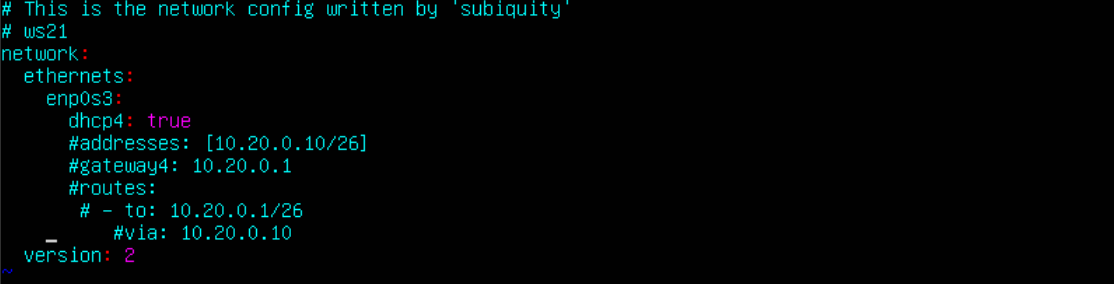 # This is the network config written by 'subiquity'
# ws21
network:
  ethernets:
    enp0s3:
      dhcp4: true
      #addresses: [10.20.0.10/26]
      #gateway4: 10.20.0.1
      #routes:
       # - to: 10.20.0.1/26
          #via: 10.20.0.10
  version: 2
~